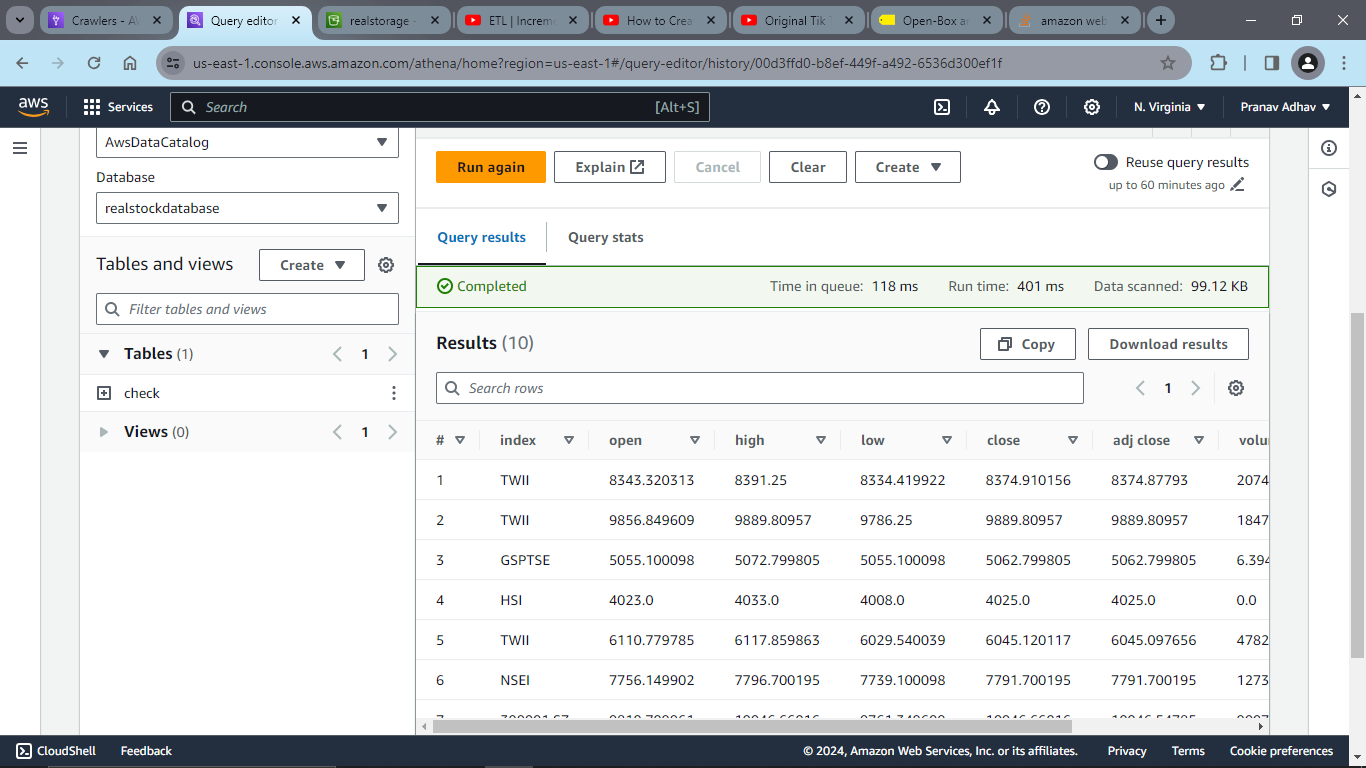 Crawlers - A
Query editor
realstorage -
ETL | Increm
How to Crea
Original Tik T
Open-Box a
amazon web
us-east-1.console.aws.amazon.com/athena/home?region=us-east-1#/query-editor/history/00d3ffd0-b8ef-449f-a492-6536d300ef1f
aws Services Search [Alt+S] N. Virginia Pranav Adhav
AwsDataCatalog
Database
realstockdatabase
Tables and views Create
Filter tables and views
Tables (1) 1
check
Views (0) 1
Run again Explain Cancel Clear Create Reuse query results
up to 60 minutes ago
Query results Query stats
Completed Time in queue: 118 ms Run time: 401 ms Data scanned: 99.12 KB
Results (10) Copy Download results
Search rows 1
# index open high low close adj close volu
1 TWII 8343.320313 8391.25 8334.419922 8374.910156 8374.87793 2074
2 TWII 9856.849609 9889.80957 9786.25 9889.80957 9889.80957 1847
3 GSPTSE 5055.100098 5072.799805 5055.100098 5062.799805 5062.799805 6.394
4 HSI 4023.0 4033.0 4008.0 4025.0 4025.0 0.0
5 TWII 6110.779785 6117.859863 6029.540039 6045.120117 6045.097656 4782
6 NSEI 7756.149902 7796.700195 7739.100098 7791.700195 7791.700195 1273
CloudShell Feedback © 2024, Amazon Web Services, Inc. or its affiliates. Privacy Terms Cookie preferences